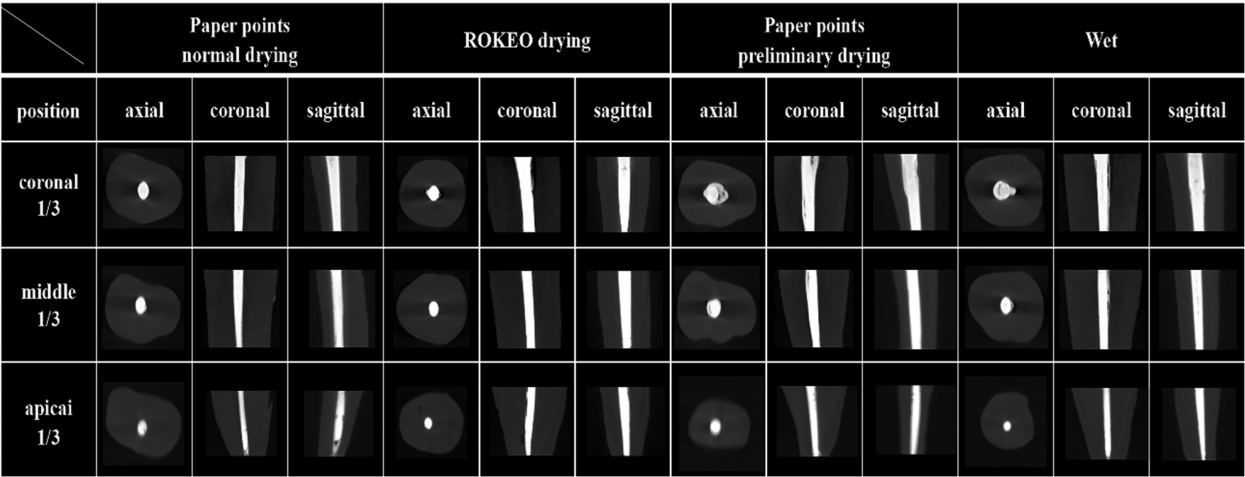 Paper points
normal drying
ROKEO drying
Paper points
preliminary drying
Wet
position
axial
coronal
sagittal
axial
coronal
sagittal
axial
coronal
sagittal
axial
coronal
sagittal
coronal
1/3
middle
1/3
apicai
1/3